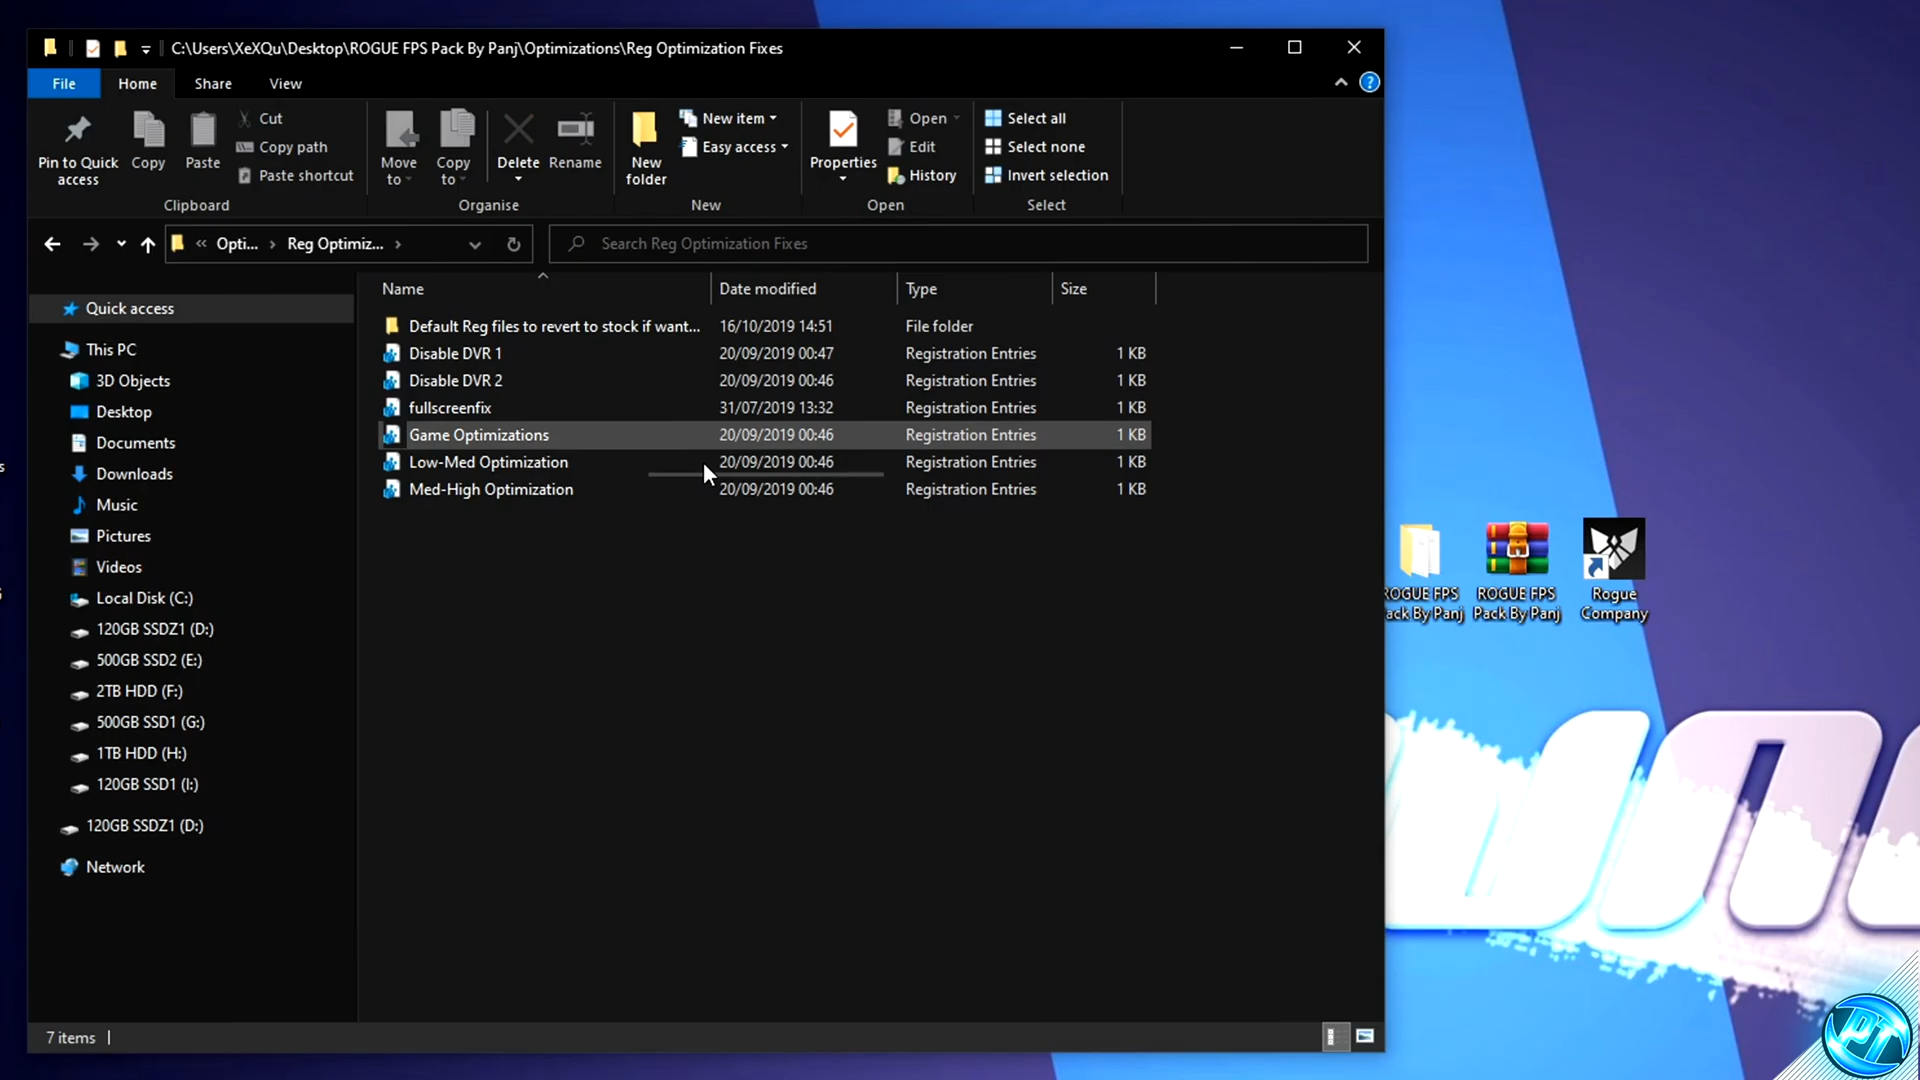 C:\Users\XeXQu\Desktop\ROGUE FPS Pack By Panj\Optimizations\Reg Optimization Fixes
File Home Share View
Pin to Quick access
Copy
Paste
Cut
Copy path
Paste shortcut
Clipboard
Move to
Copy to
Delete
Rename
Organise
New folder
New item
Easy access
New
Properties
Open
Edit
History
Open
Select all
Select none
Invert selection
Select
Opti... Reg Optimiz...
Search Reg Optimization Fixes
Quick access
This PC
3D Objects
Desktop
Documents
Downloads
Music
Pictures
Videos
Local Disk (C:)
120GB SSDZ1 (D:)
500GB SSD2 (E:)
2TB HDD (F:)
500GB SSD1 (G:)
1TB HDD (H:)
120GB SSD1 (I:)
120GB SSDZ1 (D:)
Network
Name Date modified Type Size
Default Reg files to revert to stock if want... 16/10/2019 14:51 File folder
Disable DVR 1 20/09/2019 00:47 Registration Entries 1 KB
Disable DVR 2 20/09/2019 00:46 Registration Entries 1 KB
fullscreenfix 31/07/2019 13:32 Registration Entries 1 KB
Game Optimizations 20/09/2019 00:46 Registration Entries 1 KB
Low-Med Optimization 20/09/2019 00:46 Registration Entries 1 KB
Med-High Optimization 20/09/2019 00:46 Registration Entries 1 KB
7 items
ROGUE FPS
Pack By Panj
ROGUE FPS
Pack By Panj
Rogue
Company